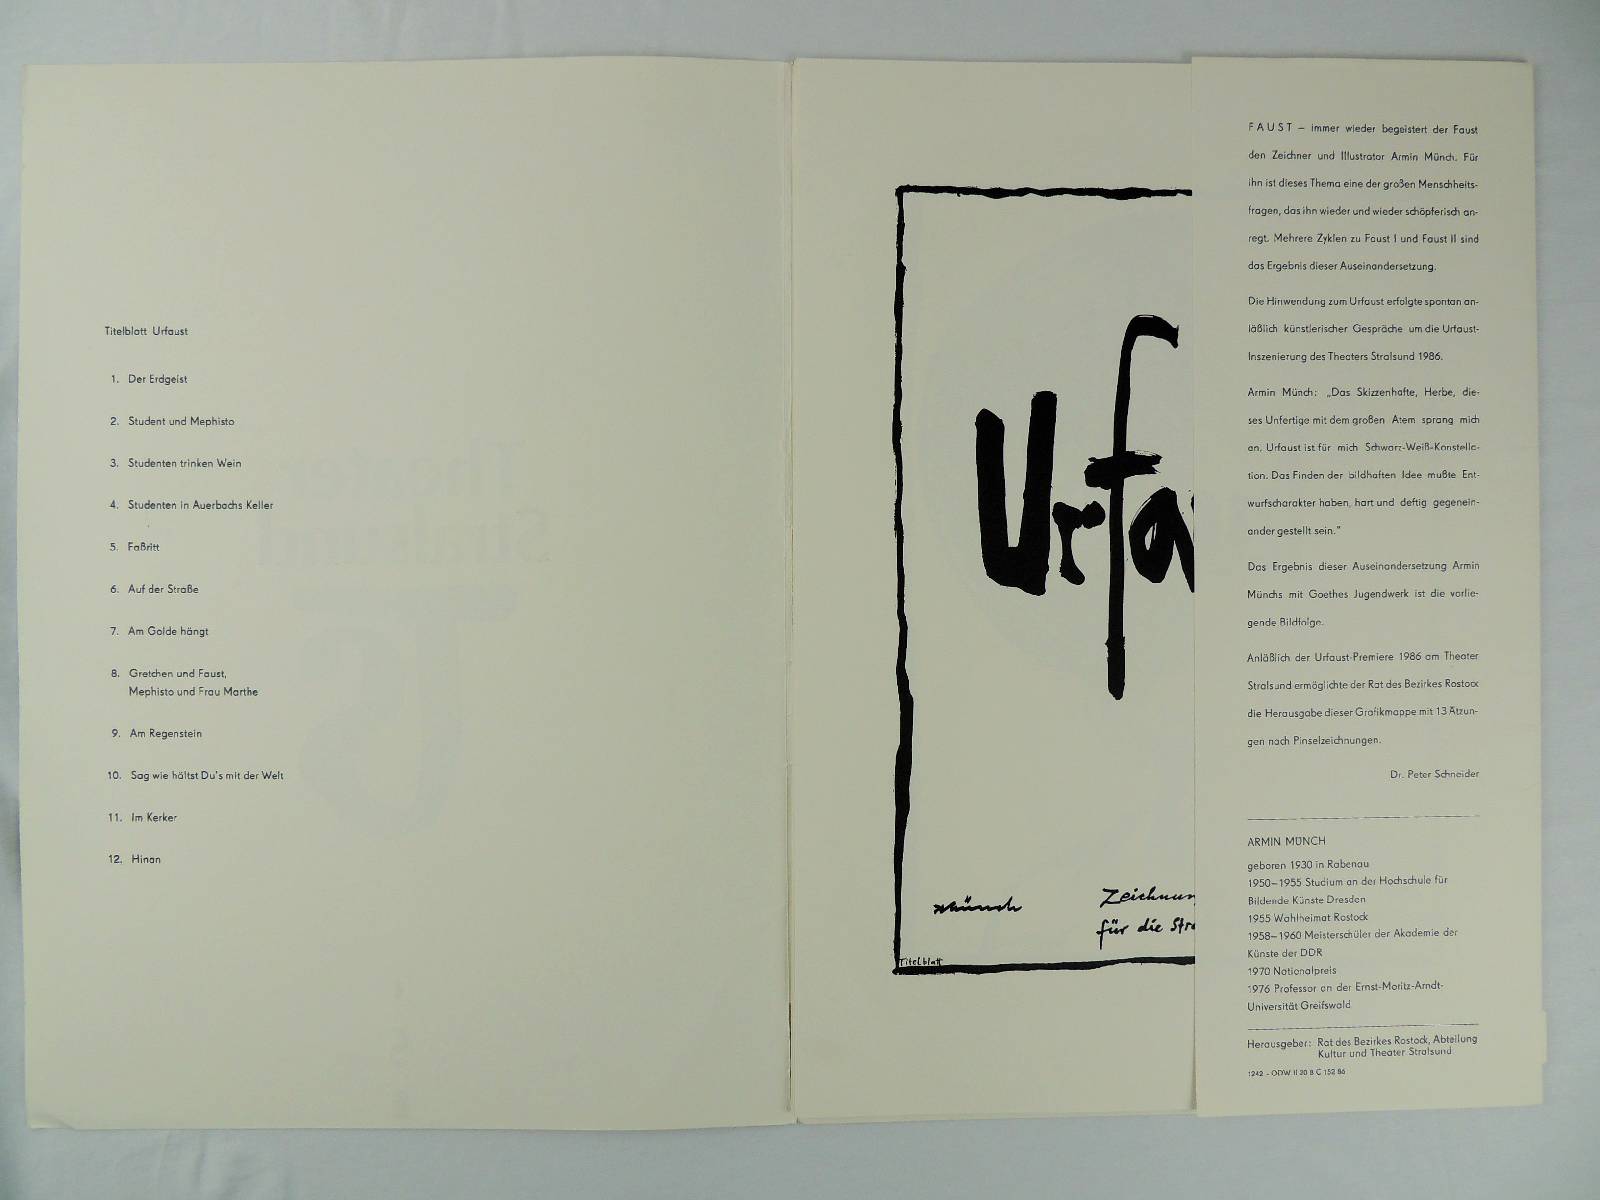 Titelblatt Urfaust
1. Der Erdgeist
2. Student und Mephisto
3. Studenten trinken Wein
4. Studenten in Auerbachs Keller
5. Faßritt
6. Auf der Straße
7. Am Golde hängt
8. Gretchen und Faust,
Mephisto und Frau Marthe
9. Am Regenstein
10. Sag wie hältst Du's mit der Welt
11. Im Kerker
12. Hinan
Urfa
Münch
Zeichnun
für die Stra
Titelblatt
FAUST – immer wieder begeistert der Faust
den Zeichner und Illustrator Armin Münch. Für
ihn ist dieses Thema eine der großen Menschheits-
fragen, das ihn wieder und wieder schöpferisch an-
regt. Mehrere Zyklen zu Faust I und Faust II sind
das Ergebnis dieser Auseinandersetzung.
Die Hinwendung zum Urfaust erfolgte spontan an-
läßlich künstlerischer Gespräche um die Urfaust-
Inszenierung des Theaters Stralsund 1986.
Armin Münch: „Das Skizzenhafte, Herbe, die-
ses Unfertige mit dem großen Atem sprang mich
an. Urfaust ist für mich Schwarz-Weiß-Konstella-
tion. Das Finden der bildhaften Idee mußte Ent-
wurfscharakter haben, hart und deftig gegenein-
ander gestellt sein."
Das Ergebnis dieser Auseinandersetzung Armin
Münchs mit Goethes Jugendwerk ist die vorlie-
gende Bildfolge.
Anläßlich der Urfaust-Premiere 1986 am Theater
Stralsund ermöglichte der Rat des Bezirkes Rostock
die Herausgabe dieser Grafikmappe mit 13 Ätzun-
gen nach Pinselzeichnungen.
Dr. Peter Schneider
ARMIN MÜNCH
geboren 1930 in Rabenau
1950–1955 Studium an der Hochschule für
Bildende Künste Dresden
1955 Wahlheimat Rostock
1958–1960 Meisterschüler der Akademie der
Künste der DDR
1970 Nationalpreis
1976 Professor an der Ernst-Moritz-Arndt-
Universität Greifswald
Herausgeber: Rat des Bezirkes Rostock, Abteilung
Kultur und Theater Stralsund
1242 - ODW II 20 8 C 152 86